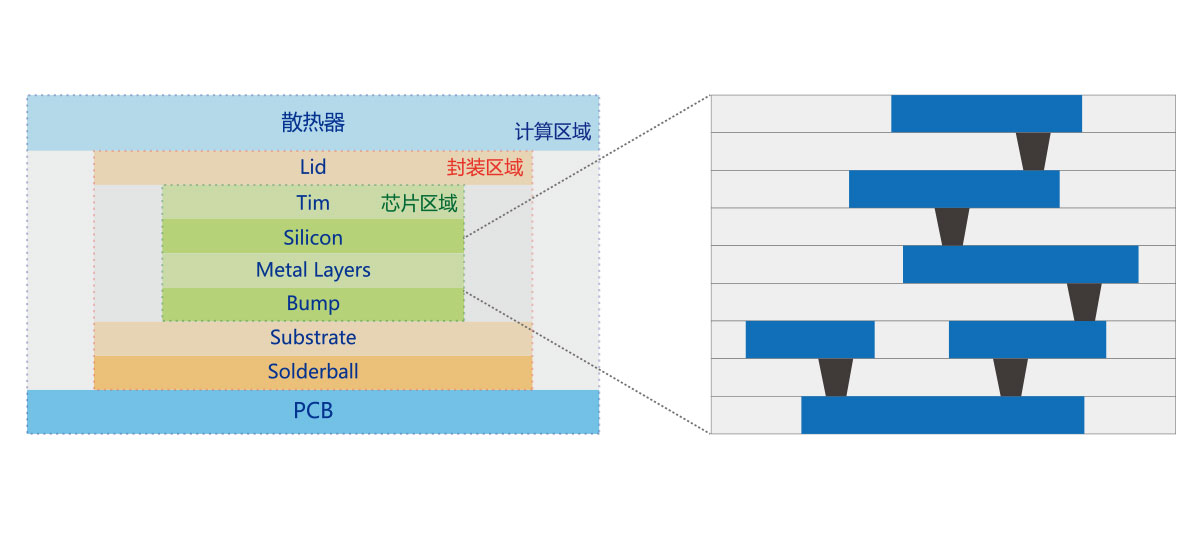 散热器
计算区域
Lid
封装区域
Tim
芯片区域
Silicon
Metal Layers
Bump
Substrate
Solderball
PCB